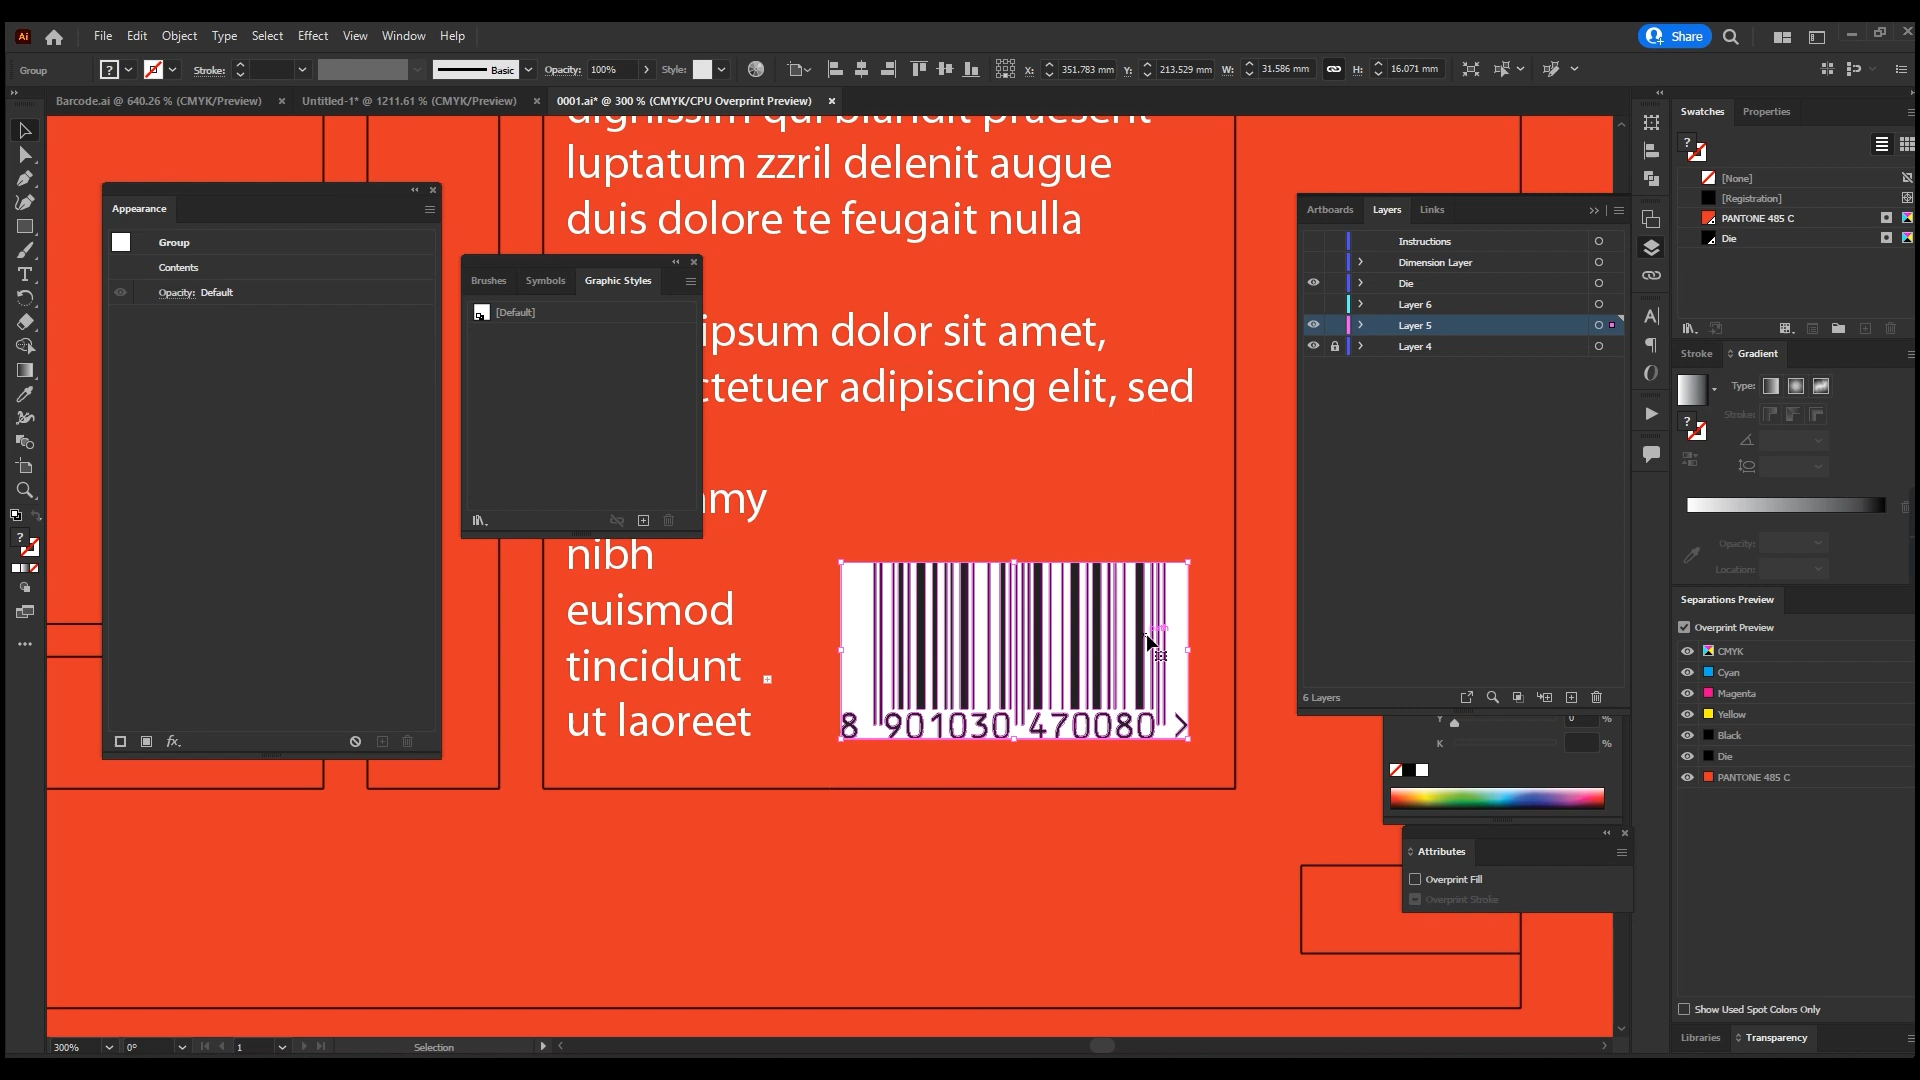 Ai
File Edit Object Type Select Effect View Window Help
Share
Group
?
Stroke:
Basic
Opacity: 100%
Style:
X: 351.783 mm Y: 213.529 mm W: 31.586 mm H: 16.071 mm
Barcode.ai @ 640.26 % (CMYK/Preview)
Untitled-1* @ 1211.61 % (CMYK/Preview)
0001.ai* @ 300 % (CMYK/CPU Overprint Preview)
dignissim qui blandit praesent
luptatum zzril delenit augue
duis dolore te feugait nulla
ipsum dolor sit amet,
ctetuer adipiscing elit, sed
my
nibh
euismod
tincidunt
ut laoreet
8 901030 470080 >
Appearance
Group
Contents
Opacity: Default
fx.
Brushes Symbols Graphic Styles
[Default]
Artboards Layers Links
Instructions
Dimension Layer
Die
Layer 6
Layer 5
Layer 4
6 Layers
Y 0 %
K %
Attributes
Overprint Fill
Overprint Stroke
Swatches Properties
?
[None]
[Registration]
PANTONE 485 C
Die
Stroke Gradient
Type:
Stroke:
?
Opacity:
Location:
Separations Preview
Overprint Preview
CMYK
Cyan
Magenta
Yellow
Black
Die
PANTONE 485 C
Show Used Spot Colors Only
Libraries Transparency
?
300% 0° 1 Selection